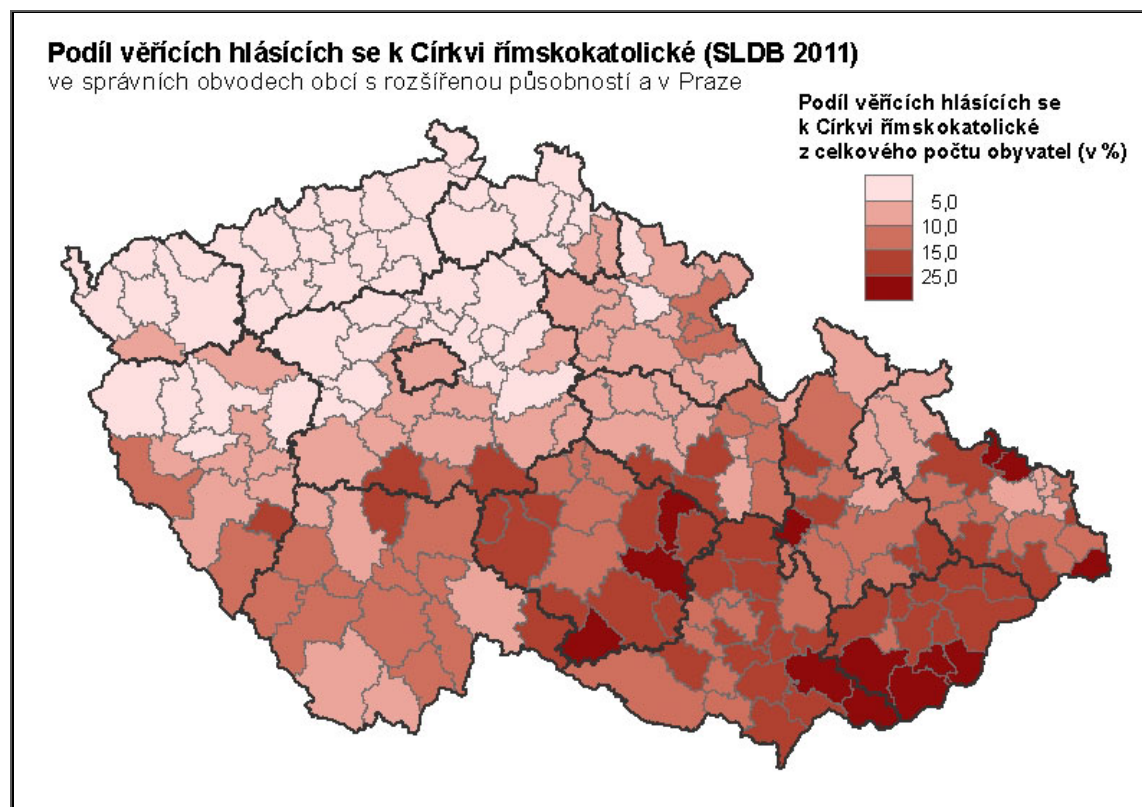 Podíl věřících hlásících se k Církvi římskokatolické (SLDB 2011)
ve správních obvodech obcí s rozšířenou působností a v Praze
Podíl věřících hlásících se
k Církvi římskokatolické
z celkového počtu obyvatel (v %)
5,0
10,0
15,0
25,0